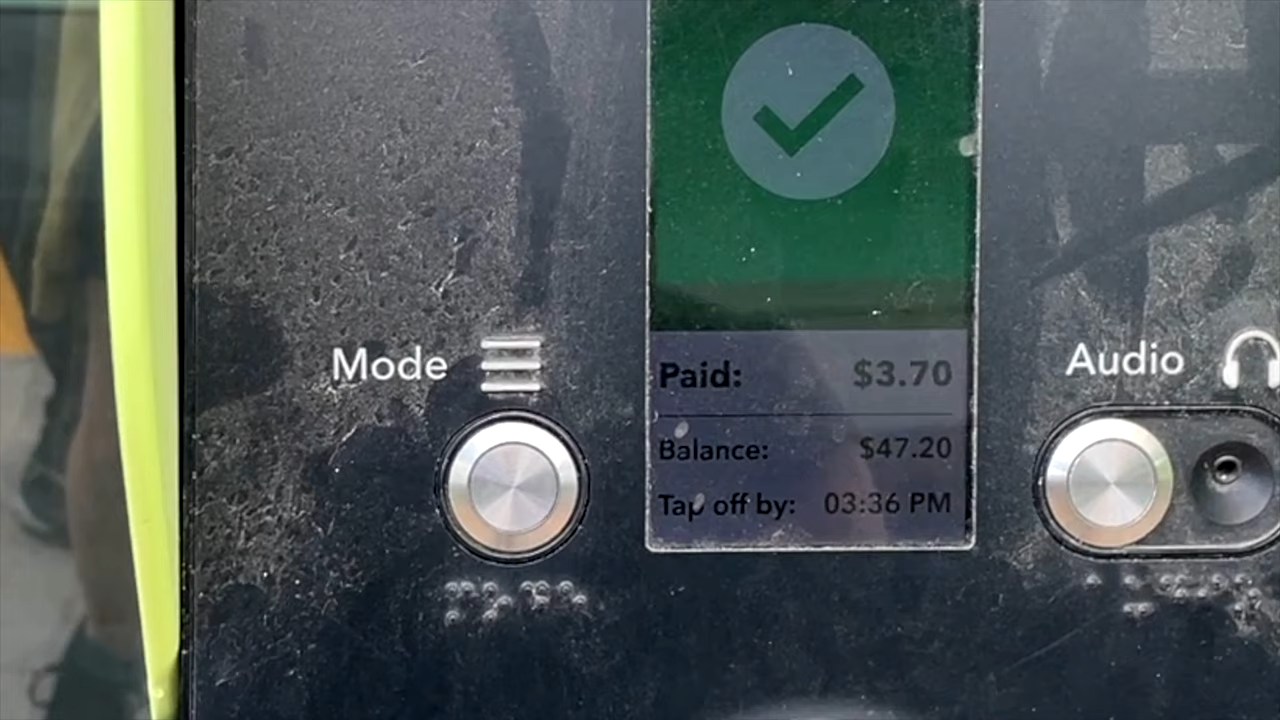 Mode
Paid: $3.70
Balance: $47.20
Tap off by: 03:36 PM
Audio